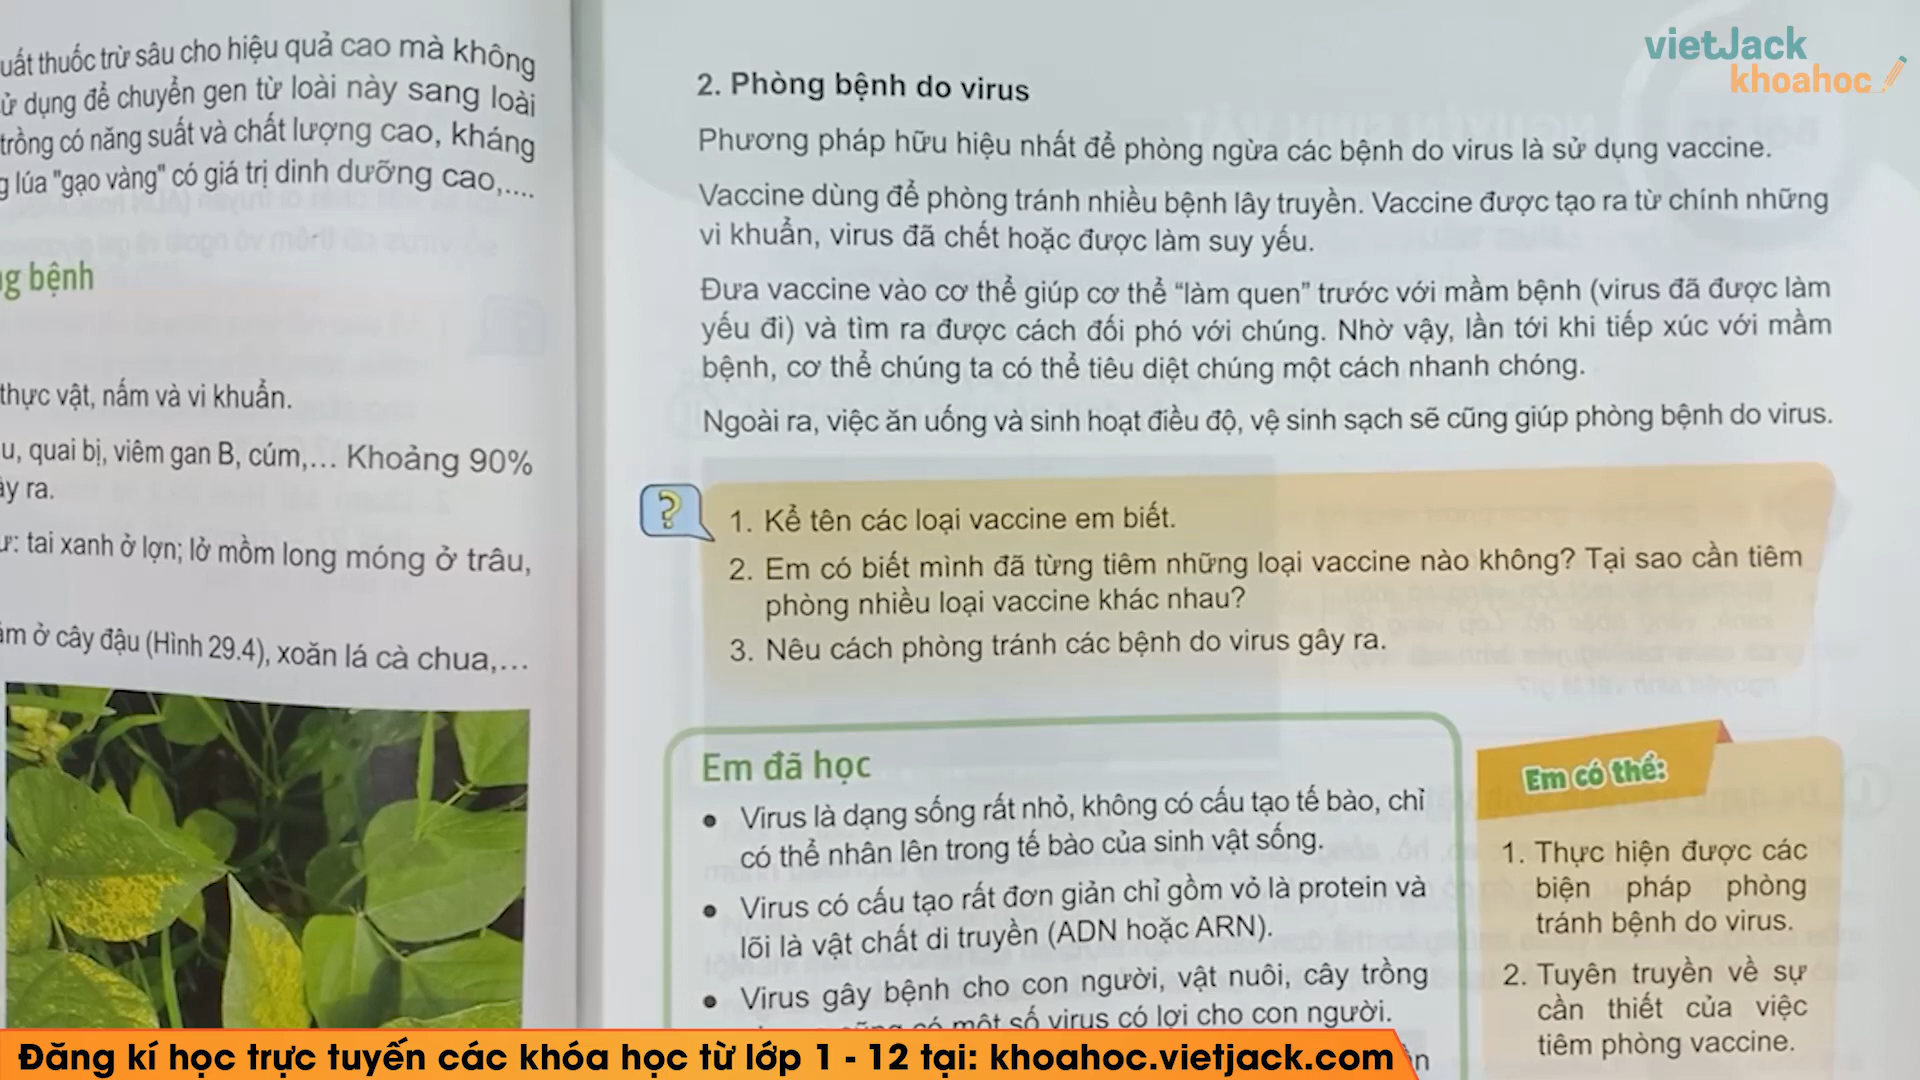 uất thuốc trừ sâu cho hiệu quả cao mà không
ử dụng để chuyển gen từ loài này sang loài
trồng có năng suất và chất lượng cao, kháng
g lúa "gạo vàng" có giá trị dinh dưỡng cao,....
g bệnh
thực vật, nấm và vi khuẩn.
u, quai bị, viêm gan B, cúm,... Khoảng 90%
ây ra.
ư: tai xanh ở lợn; lở mồm long móng ở trâu,
ảm ở cây đậu (Hình 29.4), xoăn lá cà chua,...
vietJack
khoahoc
2. Phòng bệnh do virus
Phương pháp hữu hiệu nhất để phòng ngừa các bệnh do virus là sử dụng vaccine.
Vaccine dùng để phòng tránh nhiều bệnh lây truyền. Vaccine được tạo ra từ chính những
vi khuẩn, virus đã chết hoặc được làm suy yếu.
Đưa vaccine vào cơ thể giúp cơ thể “làm quen” trước với mầm bệnh (virus đã được làm
yếu đi) và tìm ra được cách đối phó với chúng. Nhờ vậy, lần tới khi tiếp xúc với mầm
bệnh, cơ thể chúng ta có thể tiêu diệt chúng một cách nhanh chóng.
Ngoài ra, việc ăn uống và sinh hoạt điều độ, vệ sinh sạch sẽ cũng giúp phòng bệnh do virus.
?
1. Kể tên các loại vaccine em biết.
2. Em có biết mình đã từng tiêm những loại vaccine nào không? Tại sao cần tiêm
phòng nhiều loại vaccine khác nhau?
3. Nêu cách phòng tránh các bệnh do virus gây ra.
Em đã học
• Virus là dạng sống rất nhỏ, không có cấu tạo tế bào, chỉ
có thể nhân lên trong tế bào của sinh vật sống.
• Virus có cấu tạo rất đơn giản chỉ gồm vỏ là protein và
lõi là vật chất di truyền (ADN hoặc ARN).
• Virus gây bệnh cho con người, vật nuôi, cây trồng
cũng có một số virus có lợi cho con người.
Em có thể:
1. Thực hiện được các
biện pháp phòng
tránh bệnh do virus.
2. Tuyên truyền về sự
cần thiết của việc
tiêm phòng vaccine.
Đăng kí học trực tuyến các khóa học từ lớp 1 - 12 tại: khoahoc.vietjack.com